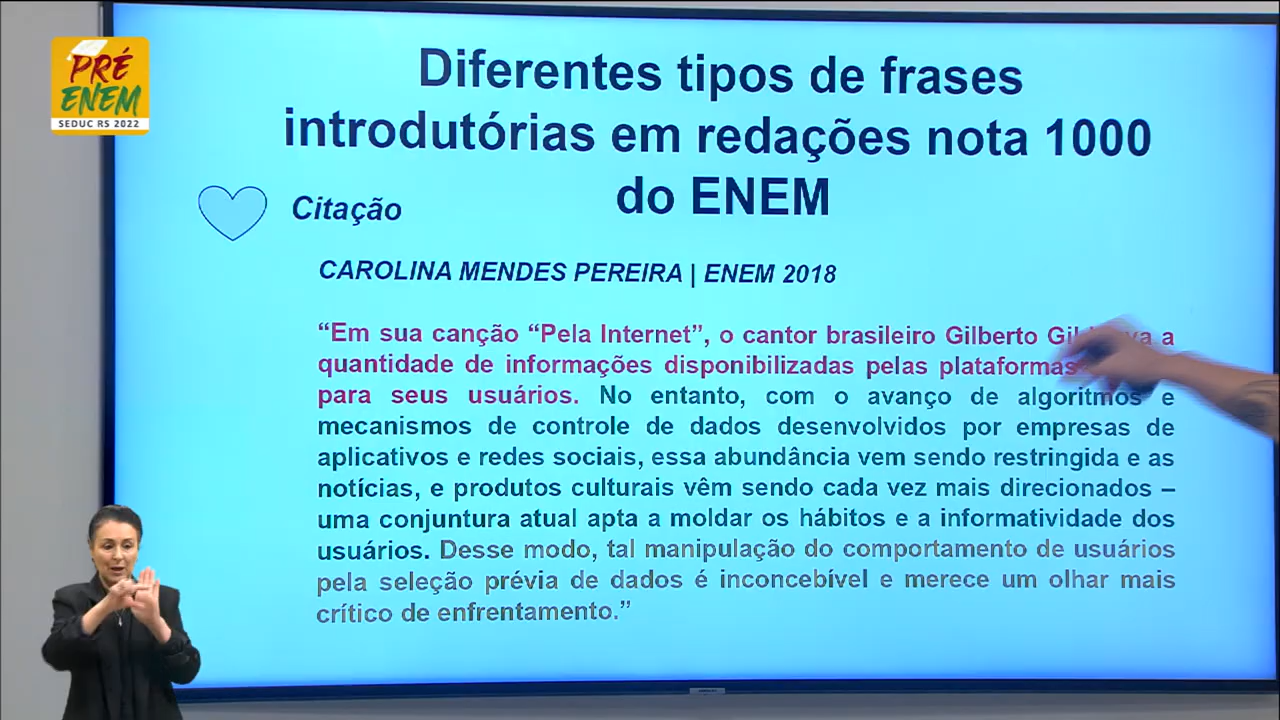 PRÉ
ENEM
SEDUC RS 2022
Diferentes tipos de frases
introdutórias em redações nota 1000
do ENEM
Citação
CAROLINA MENDES PEREIRA | ENEM 2018
“Em sua canção “Pela Internet”, o cantor brasileiro Gilberto a
quantidade de informações disponibilizadas pelas plataformas
para seus usuários. No entanto, com o avanço de algoritmos e
mecanismos de controle de dados desenvolvidos por empresas de
aplicativos e redes sociais, essa abundância vem sendo restringida e as
notícias, e produtos culturais vêm sendo cada vez mais direcionados –
uma conjuntura atual apta a moldar os hábitos e a informatividade dos
usuários. Desse modo, tal manipulação do comportamento de usuários
pela seleção prévia de dados é inconcebível e merece um olhar mais
crítico de enfrentamento.”